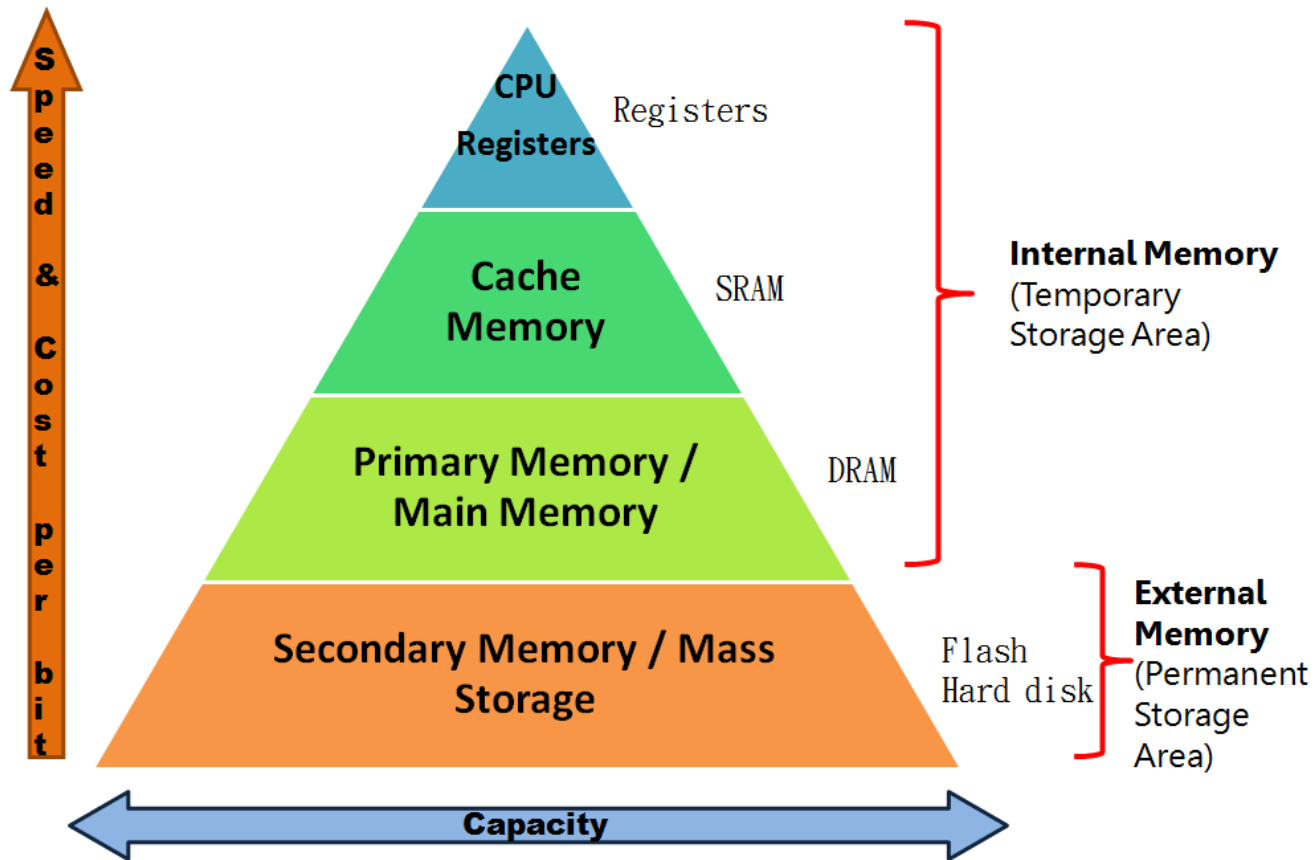 Speed & Cost per bit
CPU
Registers
Registers
Cache
Memory
SRAM
Primary Memory /
Main Memory
DRAM
Secondary Memory / Mass
Storage
Flash
Hard disk
Internal Memory
(Temporary
Storage Area)
External
Memory
(Permanent
Storage
Area)
Capacity